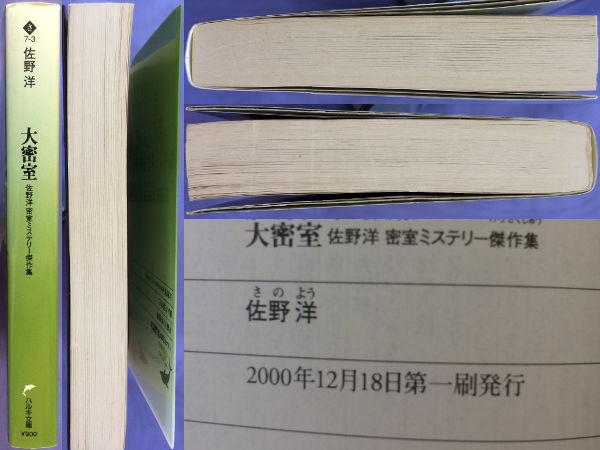 さ
7-3
佐野 洋
大密室
佐野洋 密室ミステリー傑作集
ハルキ文庫
¥900
大密室 佐野洋 密室ミステリー傑作集
さの よう
佐野 洋
2000年12月18日第一刷発行